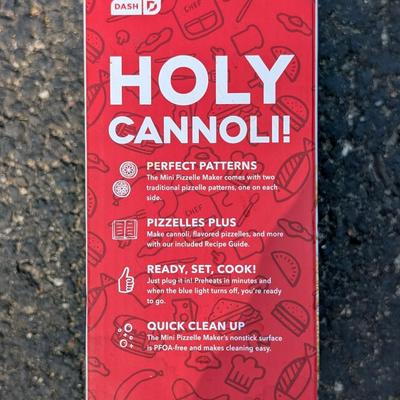 DASH
HOLY
CANNOLI!
PERFECT PATTERNS
The Mini Pizzelle Maker comes with two
traditional pizzelle patterns, one on each
side.
PIZZELLES PLUS
Make cannoli, flavored pizzelles, and more
with our included Recipe Guide.
READY, SET, COOK!
Just plug it in! Preheats in minutes and
when the blue light turns off, you're ready
to go.
QUICK CLEAN UP
The Mini Pizzelle Maker's nonstick surface
is PFOA-free and makes cleaning easy.
CHEF
CHEF